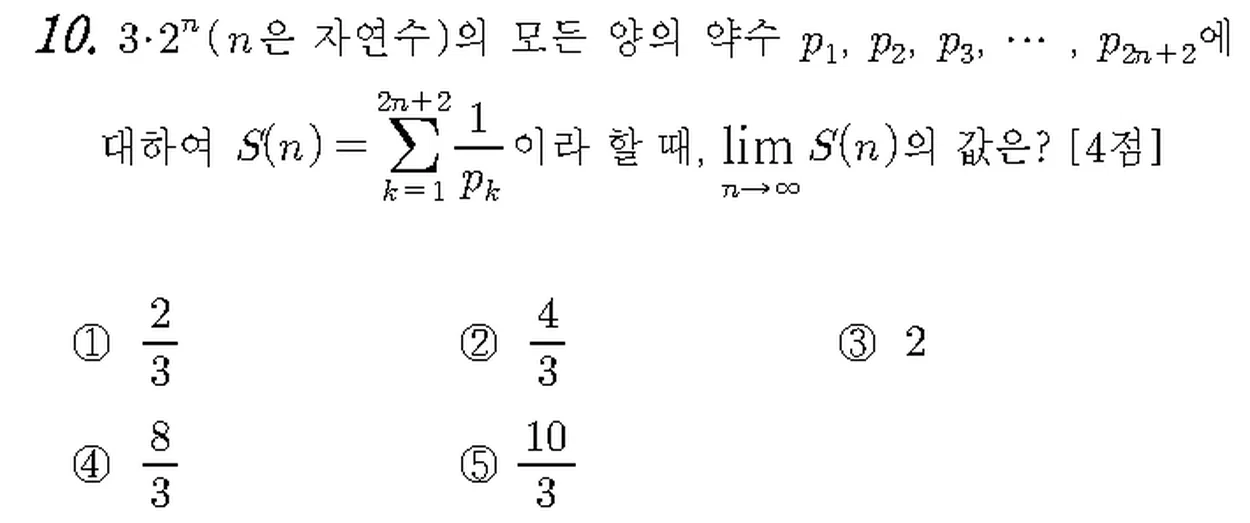 10. 3·2ⁿ(n은 자연수)의 모든 양의 약수 p₁, p₂, p₃, ⋯ , p₂ₙ₊₂에
대하여 S(n) = ∑_{k=1}^{2n+2} 1/pₖ 이라 할 때, lim_{n→∞} S(n)의 값은? [4점]
① 2/3 ② 4/3 ③ 2
④ 8/3 ⑤ 10/3